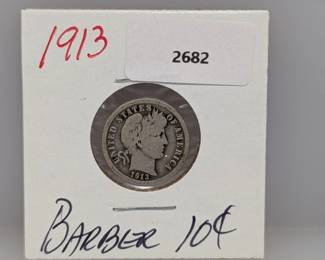 1913
2682
UNITED STATES OF AMERICA
1913
BARBER 10¢